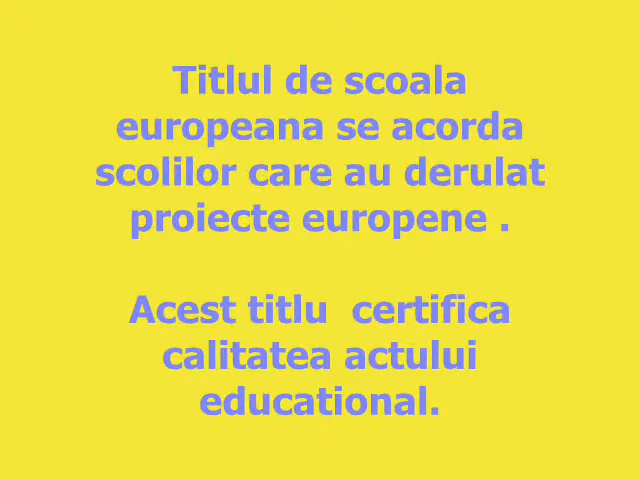 Titlul de scoala
europeana se acorda
scolilor care au derulat
proiecte europene .
Acest titlu  certifica
calitatea actului
educational.